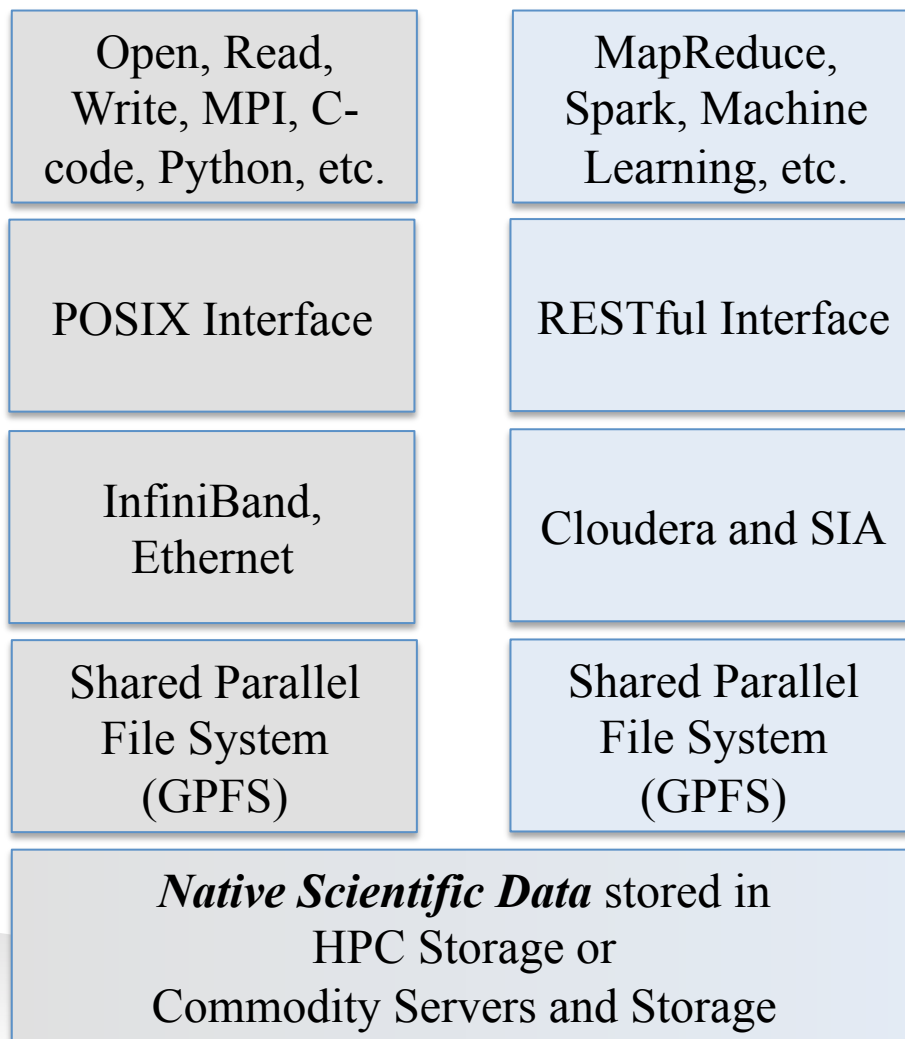 Open, Read,
Write, MPI, C-
code, Python, etc.
MapReduce,
Spark, Machine
Learning, etc.
POSIX Interface
RESTful Interface
InfiniBand,
Ethernet
Cloudera and SIA
Shared Parallel
File System
(GPFS)
Shared Parallel
File System
(GPFS)
Native Scientific Data stored in
HPC Storage or
Commodity Servers and Storage